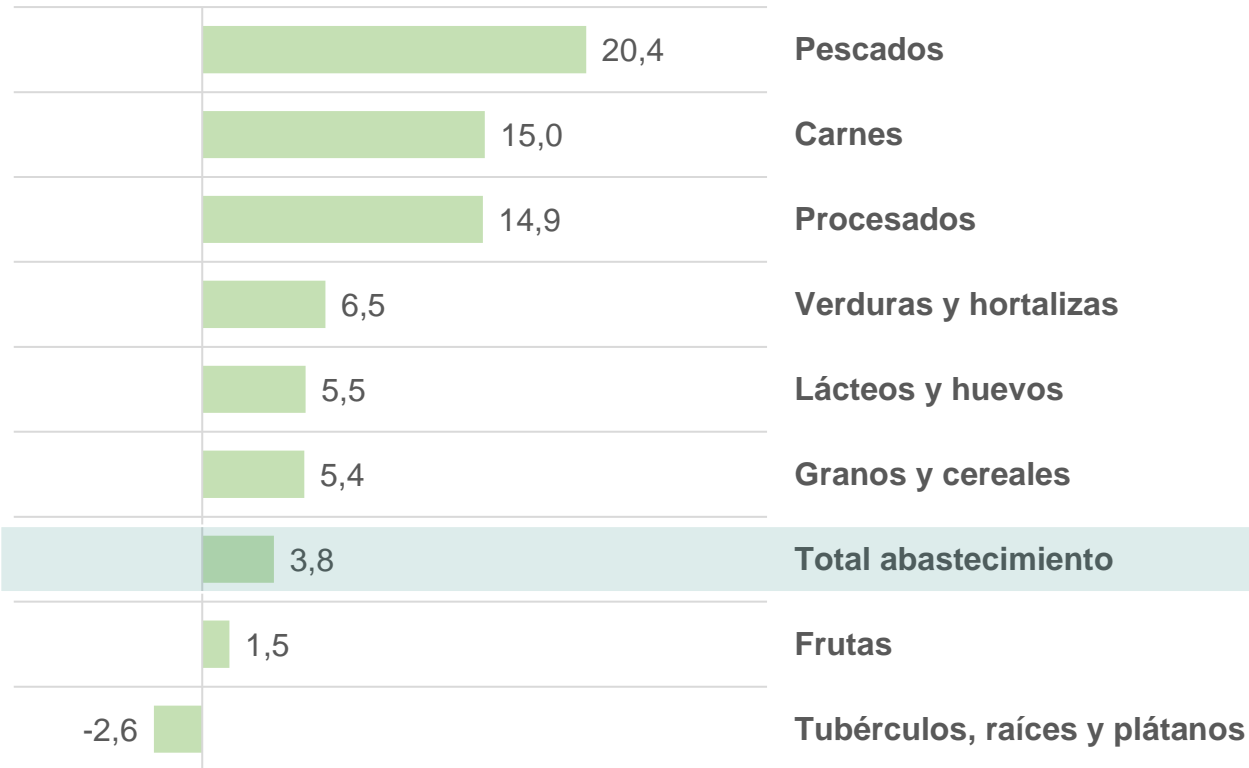 20,4 Pescados
15,0 Carnes
14,9 Procesados
6,5 Verduras y hortalizas
5,5 Lácteos y huevos
5,4 Granos y cereales
3,8 Total abastecimiento
1,5 Frutas
-2,6 Tubérculos, raíces y plátanos